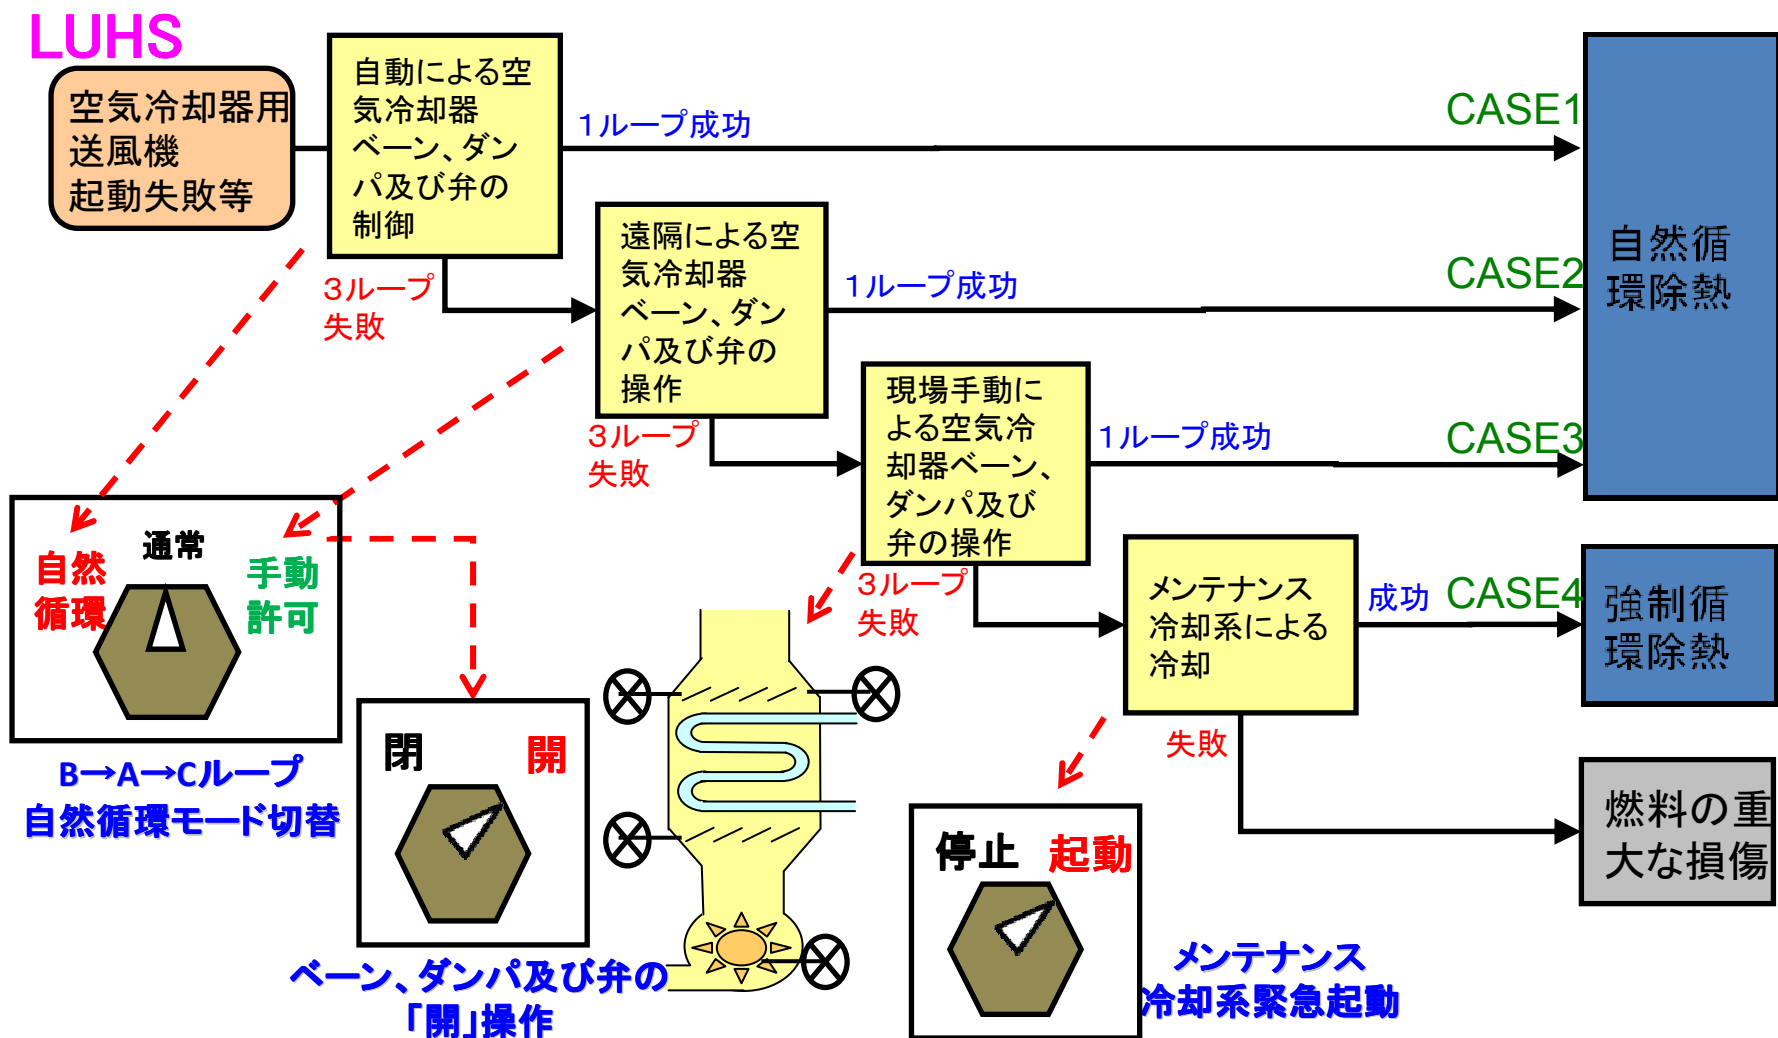 LUHS
空気冷却器用
送風機
起動失敗等
自動による空
気冷却器
ベーン、ダン
パ及び弁の
制御
１ループ成功
CASE1
３ループ
失敗
遠隔による空
気冷却器
ベーン、ダン
パ及び弁の
操作
１ループ成功
CASE2
自然循
環除熱
３ループ
失敗
現場手動に
よる空気冷
却器ベーン、
ダンパ及び
弁の操作
１ループ成功
CASE3
３ループ
失敗
メンテナンス
冷却系による
冷却
成功
CASE4
強制循
環除熱
失敗
燃料の重
大な損傷
通常
自然
循環
手動
許可
B→A→Cループ
自然循環モード切替
閉
開
ベーン、ダンパ及び弁の
「開」操作
停止
起動
メンテナンス
冷却系緊急起動